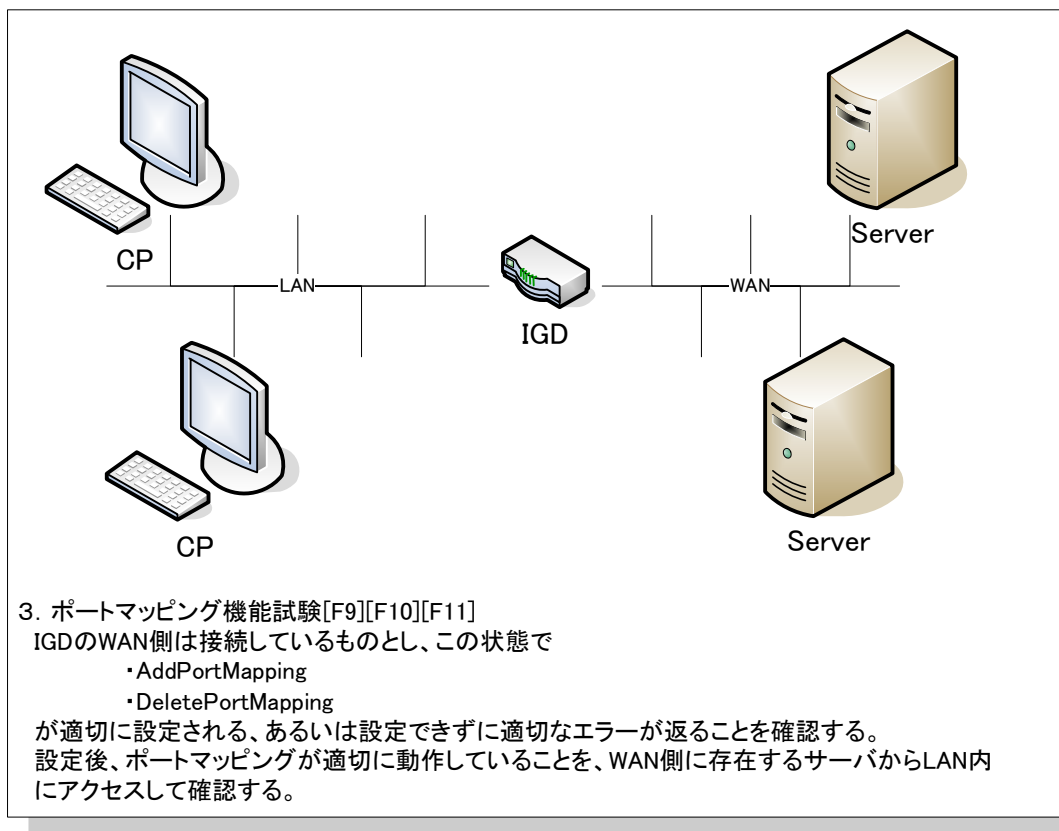 CP
Server
LAN
IGD
WAN
CP
Server
3. ポートマッピング機能試験[F9][F10][F11]
IGDのWAN側は接続しているものとし、この状態で
・AddPortMapping
・DeletePortMapping
が適切に設定される、あるいは設定できずに適切なエラーが返ることを確認する。
設定後、ポートマッピングが適切に動作していることを、WAN側に存在するサーバからLAN内
にアクセスして確認する。